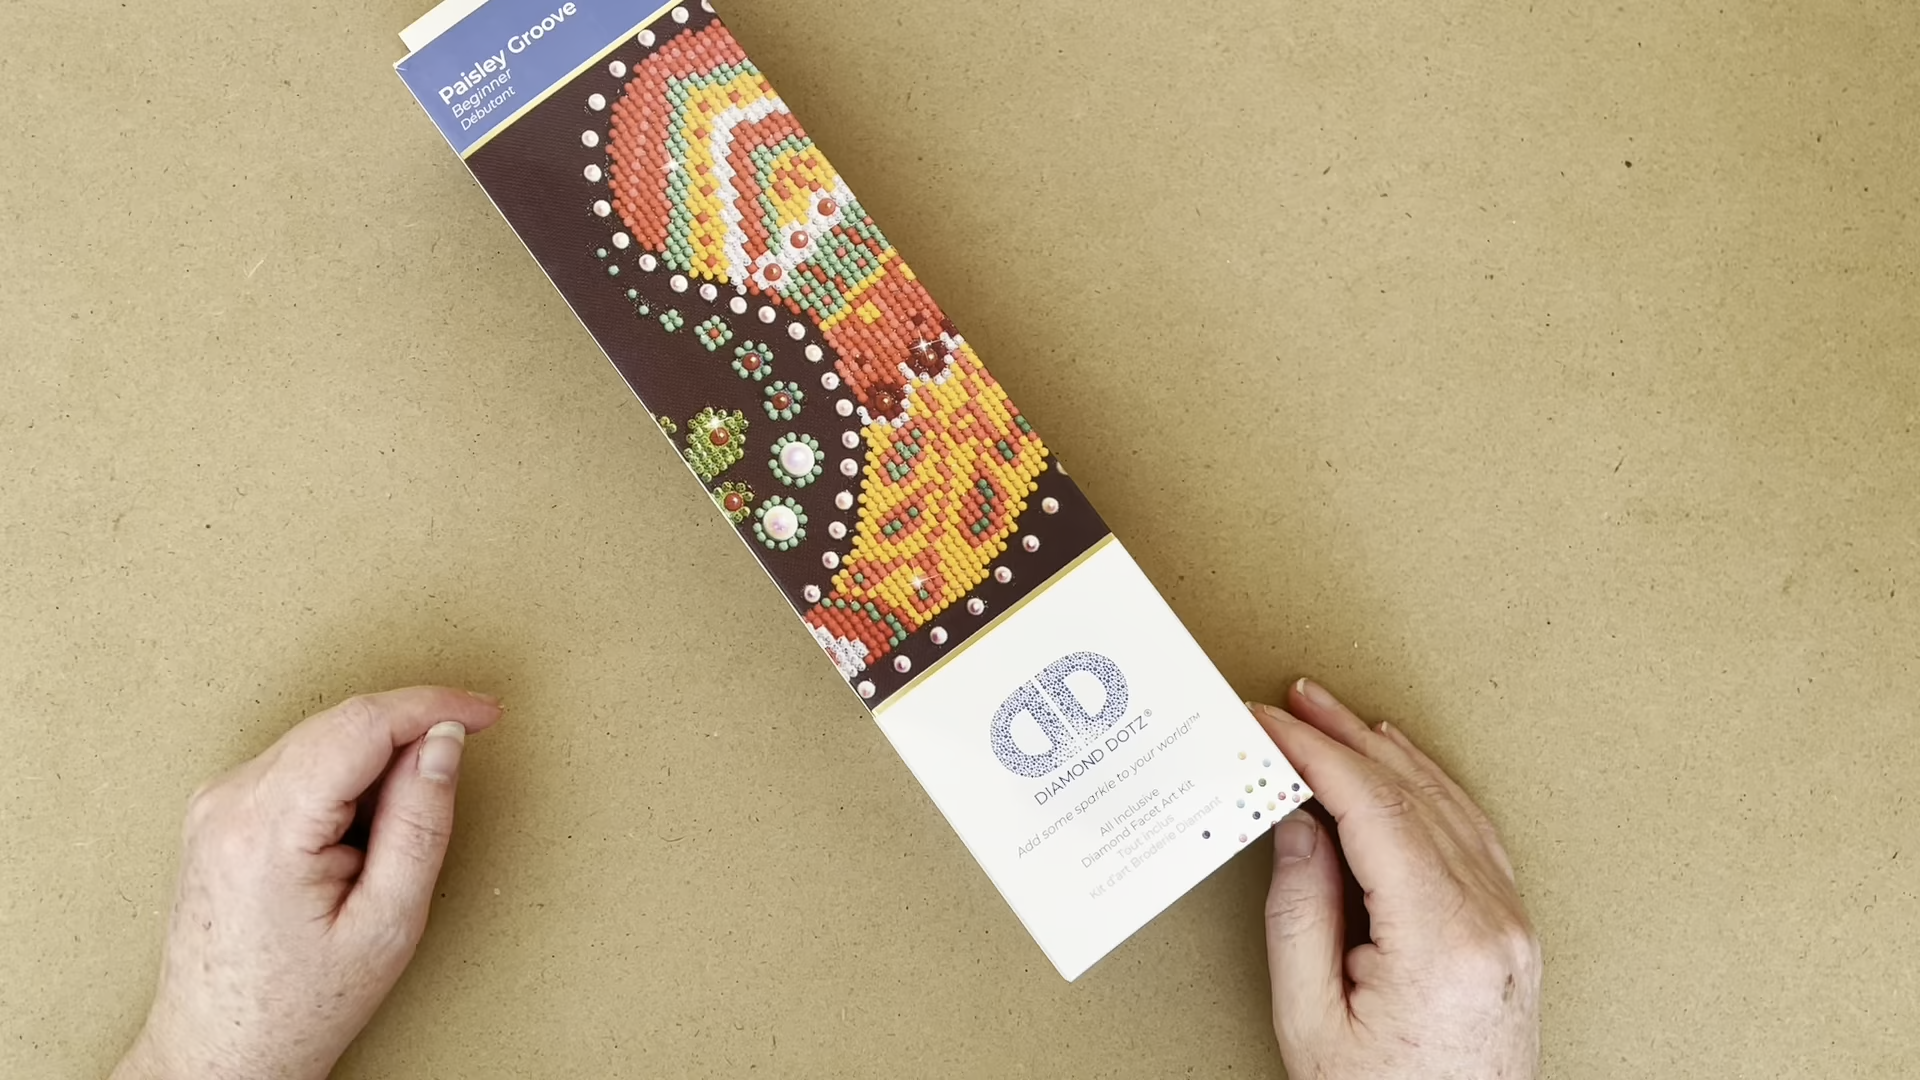 Paisley Groove
Beginner
Débutant
DD
DIAMOND DOTZ®
Add some sparkle to your world!™
All Inclusive
Diamond Facet Art Kit
Tout inclus
Kit d'art Broderie Diamant